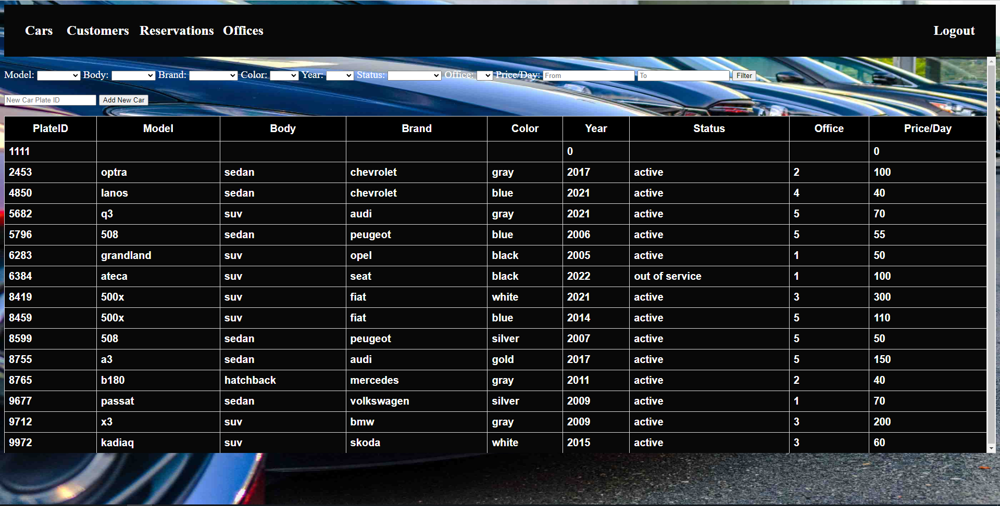 Cars Customers Reservations Offices Logout
Model: Body: Brand: Color: Year: Status: Office: Price/Day: From To Filter
New Car Plate ID Add New Car
PlateID Model Body Brand Color Year Status Office Price/Day
1111 0 0
2453 optra sedan chevrolet gray 2017 active 2 100
4850 lanos sedan chevrolet blue 2021 active 4 40
5682 q3 suv audi gray 2021 active 5 70
5796 508 sedan peugeot blue 2006 active 5 55
6283 grandland suv opel black 2005 active 1 50
6384 ateca suv seat black 2022 out of service 1 100
8419 500x suv fiat white 2021 active 3 300
8459 500x suv fiat blue 2014 active 5 110
8599 508 sedan peugeot silver 2007 active 5 50
8755 a3 sedan audi gold 2017 active 5 150
8765 b180 hatchback mercedes gray 2011 active 2 40
9677 passat sedan volkswagen silver 2009 active 1 70
9712 x3 suv bmw gray 2009 active 3 200
9972 kadiaq suv skoda white 2015 active 3 60